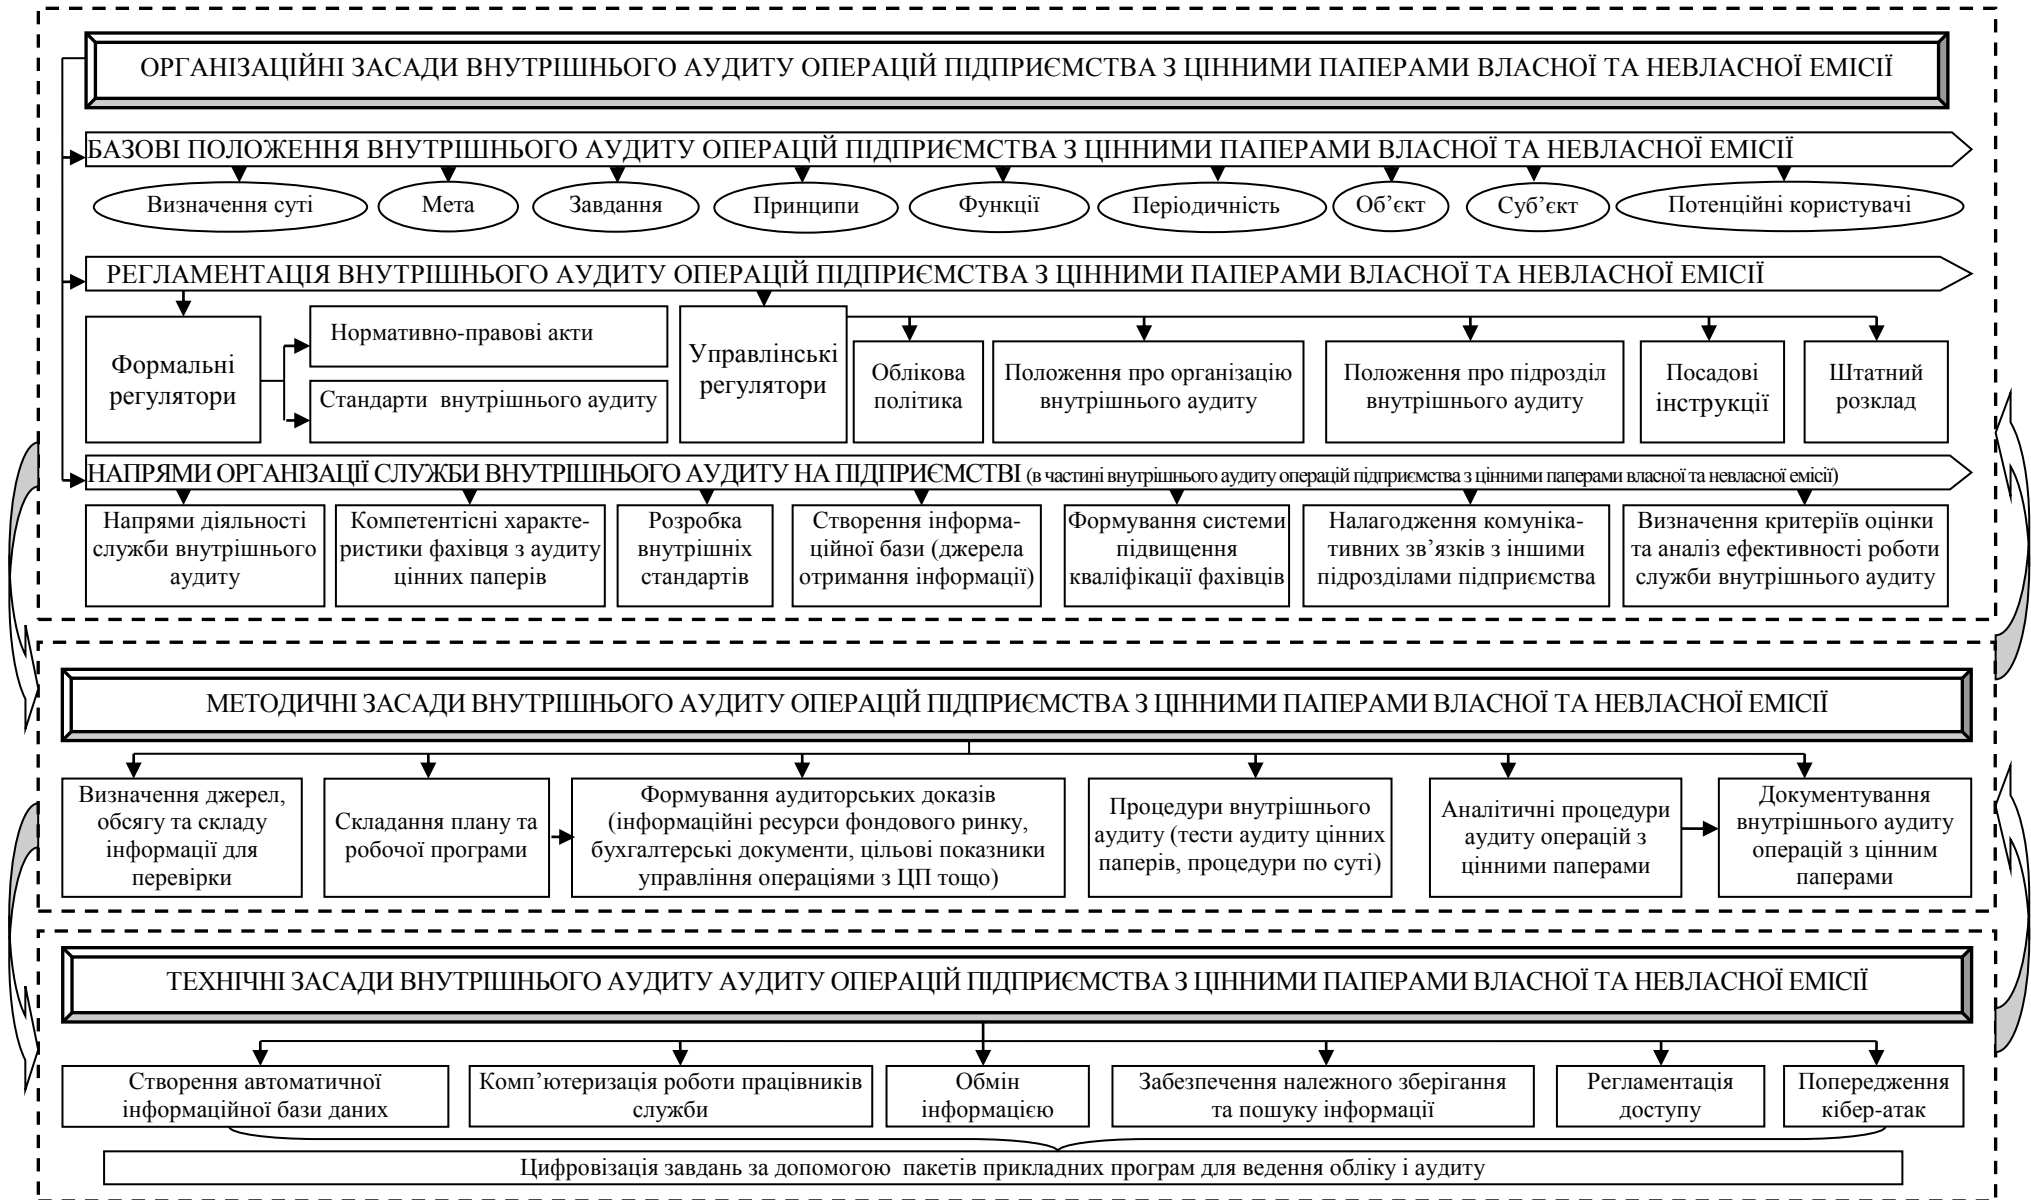 ОРГАНІЗАЦІЙНІ ЗАСАДИ ВНУТРІШНЬОГО АУДИТУ ОПЕРАЦІЙ ПІДПРИЄМСТВА З ЦІННИМИ ПАПЕРАМИ ВЛАСНОЇ ТА НЕВЛАСНОЇ ЕМІСІЇ
БАЗОВІ ПОЛОЖЕННЯ ВНУТРІШНЬОГО АУДИТУ ОПЕРАЦІЙ ПІДПРИЄМСТВА З ЦІННИМИ ПАПЕРАМИ ВЛАСНОЇ ТА НЕВЛАСНОЇ ЕМІСІЇ
Визначення суті
Мета
Завдання
Принципи
Функції
Періодичність
Об’єкт
Суб’єкт
Потенційні користувачі
РЕГЛАМЕНТАЦІЯ ВНУТРІШНЬОГО АУДИТУ ОПЕРАЦІЙ ПІДПРИЄМСТВА З ЦІННИМИ ПАПЕРАМИ ВЛАСНОЇ ТА НЕВЛАСНОЇ ЕМІСІЇ
Формальні
регулятори
Нормативно-правові акти
Стандарти внутрішнього аудиту
Управлінські
регулятори
Облікова
політика
Положення про організацію
внутрішнього аудиту
Положення про підрозділ
внутрішнього аудиту
Посадові
інструкції
Штатний
розклад
НАПРЯМИ ОРГАНІЗАЦІЇ СЛУЖБИ ВНУТРІШНЬОГО АУДИТУ НА ПІДПРИЄМСТВІ (в частині внутрішнього аудиту операцій підприємства з цінними паперами власної та невласної емісії)
Напрями діяльності
служби внутрішнього
аудиту
Компетентісні характе-
ристики фахівця з аудиту
цінних паперів
Розробка
внутрішніх
стандартів
Створення інформа-
ційної бази (джерела
отримання інформації)
Формування системи
підвищення
кваліфікації фахівців
Налагодження комуніка-
тивних зв’язків з іншими
підрозділами підприємства
Визначення критеріїв оцінки
та аналіз ефективності роботи
служби внутрішнього аудиту
МЕТОДИЧНІ ЗАСАДИ ВНУТРІШНЬОГО АУДИТУ ОПЕРАЦІЙ ПІДПРИЄМСТВА З ЦІННИМИ ПАПЕРАМИ ВЛАСНОЇ ТА НЕВЛАСНОЇ ЕМІСІЇ
Визначення джерел,
обсягу та складу
інформації для
перевірки
Складання плану та
робочої програми
Формування аудиторських доказів
(інформаційні ресурси фондового ринку,
бухгалтерські документи, цільові показники
управління операціями з ЦП тощо)
Процедури внутрішнього
аудиту (тести аудиту цінних
паперів, процедури по суті)
Аналітичні процедури
аудиту операцій з
цінними паперами
Документування
внутрішнього аудиту
операцій з цінним
паперами
ТЕХНІЧНІ ЗАСАДИ ВНУТРІШНЬОГО АУДИТУ АУДИТУ ОПЕРАЦІЙ ПІДПРИЄМСТВА З ЦІННИМИ ПАПЕРАМИ ВЛАСНОЇ ТА НЕВЛАСНОЇ ЕМІСІЇ
Створення автоматичної
інформаційної бази даних
Комп’ютеризація роботи працівників
служби
Обмін
інформацією
Забезпечення належного зберігання
та пошуку інформації
Регламентація
доступу
Попередження
кібер-атак
Цифровізація завдань за допомогою пакетів прикладних програм для ведення обліку і аудиту